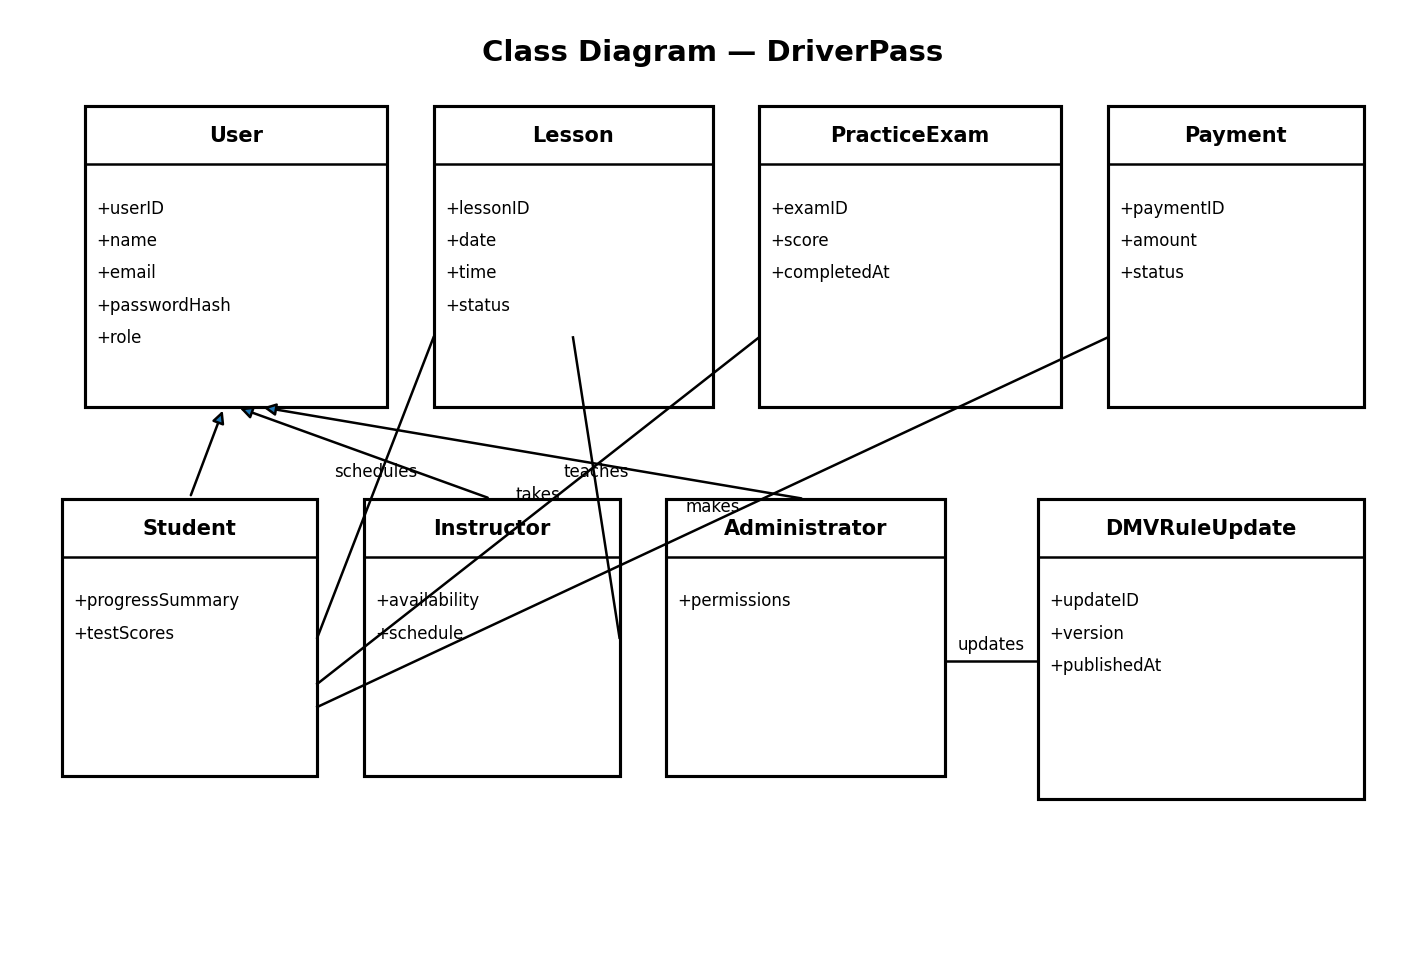 Class Diagram — DriverPass
User
+userID
+name
+email
+passwordHash
+role
Lesson
+lessonID
+date
+time
+status
PracticeExam
+examID
+score
+completedAt
Payment
+paymentID
+amount
+status
schedules
teaches
takes
makes
Student
+progressSummary
+testScores
Instructor
+availability
+schedule
Administrator
+permissions
updates
DMVRuleUpdate
+updateID
+version
+publishedAt